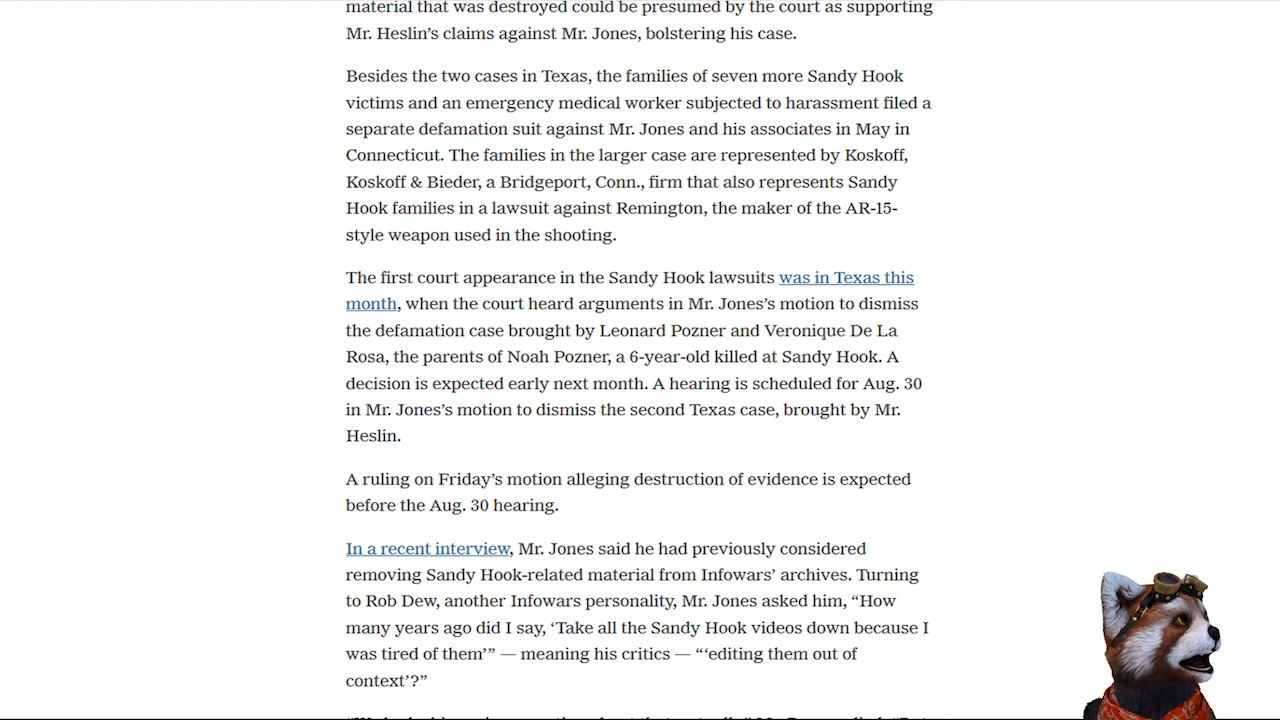 material that was destroyed could be presumed by the court as supporting
Mr. Heslin’s claims against Mr. Jones, bolstering his case.
Besides the two cases in Texas, the families of seven more Sandy Hook
victims and an emergency medical worker subjected to harassment filed a
separate defamation suit against Mr. Jones and his associates in May in
Connecticut. The families in the larger case are represented by Koskoff,
Koskoff & Bieder, a Bridgeport, Conn., firm that also represents Sandy
Hook families in a lawsuit against Remington, the maker of the AR-15-
style weapon used in the shooting.
The first court appearance in the Sandy Hook lawsuits was in Texas this
month, when the court heard arguments in Mr. Jones’s motion to dismiss
the defamation case brought by Leonard Pozner and Veronique De La
Rosa, the parents of Noah Pozner, a 6-year-old killed at Sandy Hook. A
decision is expected early next month. A hearing is scheduled for Aug. 30
in Mr. Jones’s motion to dismiss the second Texas case, brought by Mr.
Heslin.
A ruling on Friday’s motion alleging destruction of evidence is expected
before the Aug. 30 hearing.
In a recent interview, Mr. Jones said he had previously considered
removing Sandy Hook-related material from Infowars’ archives. Turning
to Rob Dew, another Infowars personality, Mr. Jones asked him, “How
many years ago did I say, ‘Take all the Sandy Hook videos down because I
was tired of them’” — meaning his critics — “‘editing them out of
context’?”